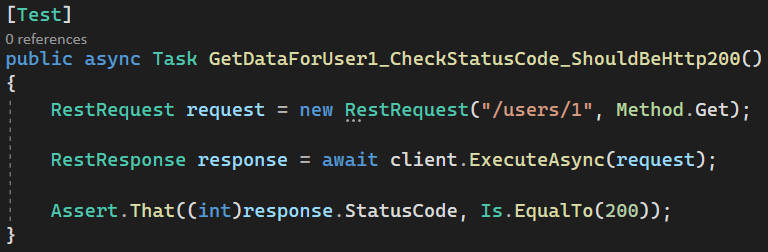 [Test]
0 references
public async Task GetDataForUser1_CheckStatusCode_ShouldBeHttp200()
{
    RestRequest request = new RestRequest("/users/1", Method.Get);
    RestResponse response = await client.ExecuteAsync(request);
    Assert.That((int)response.StatusCode, Is.EqualTo(200));
}